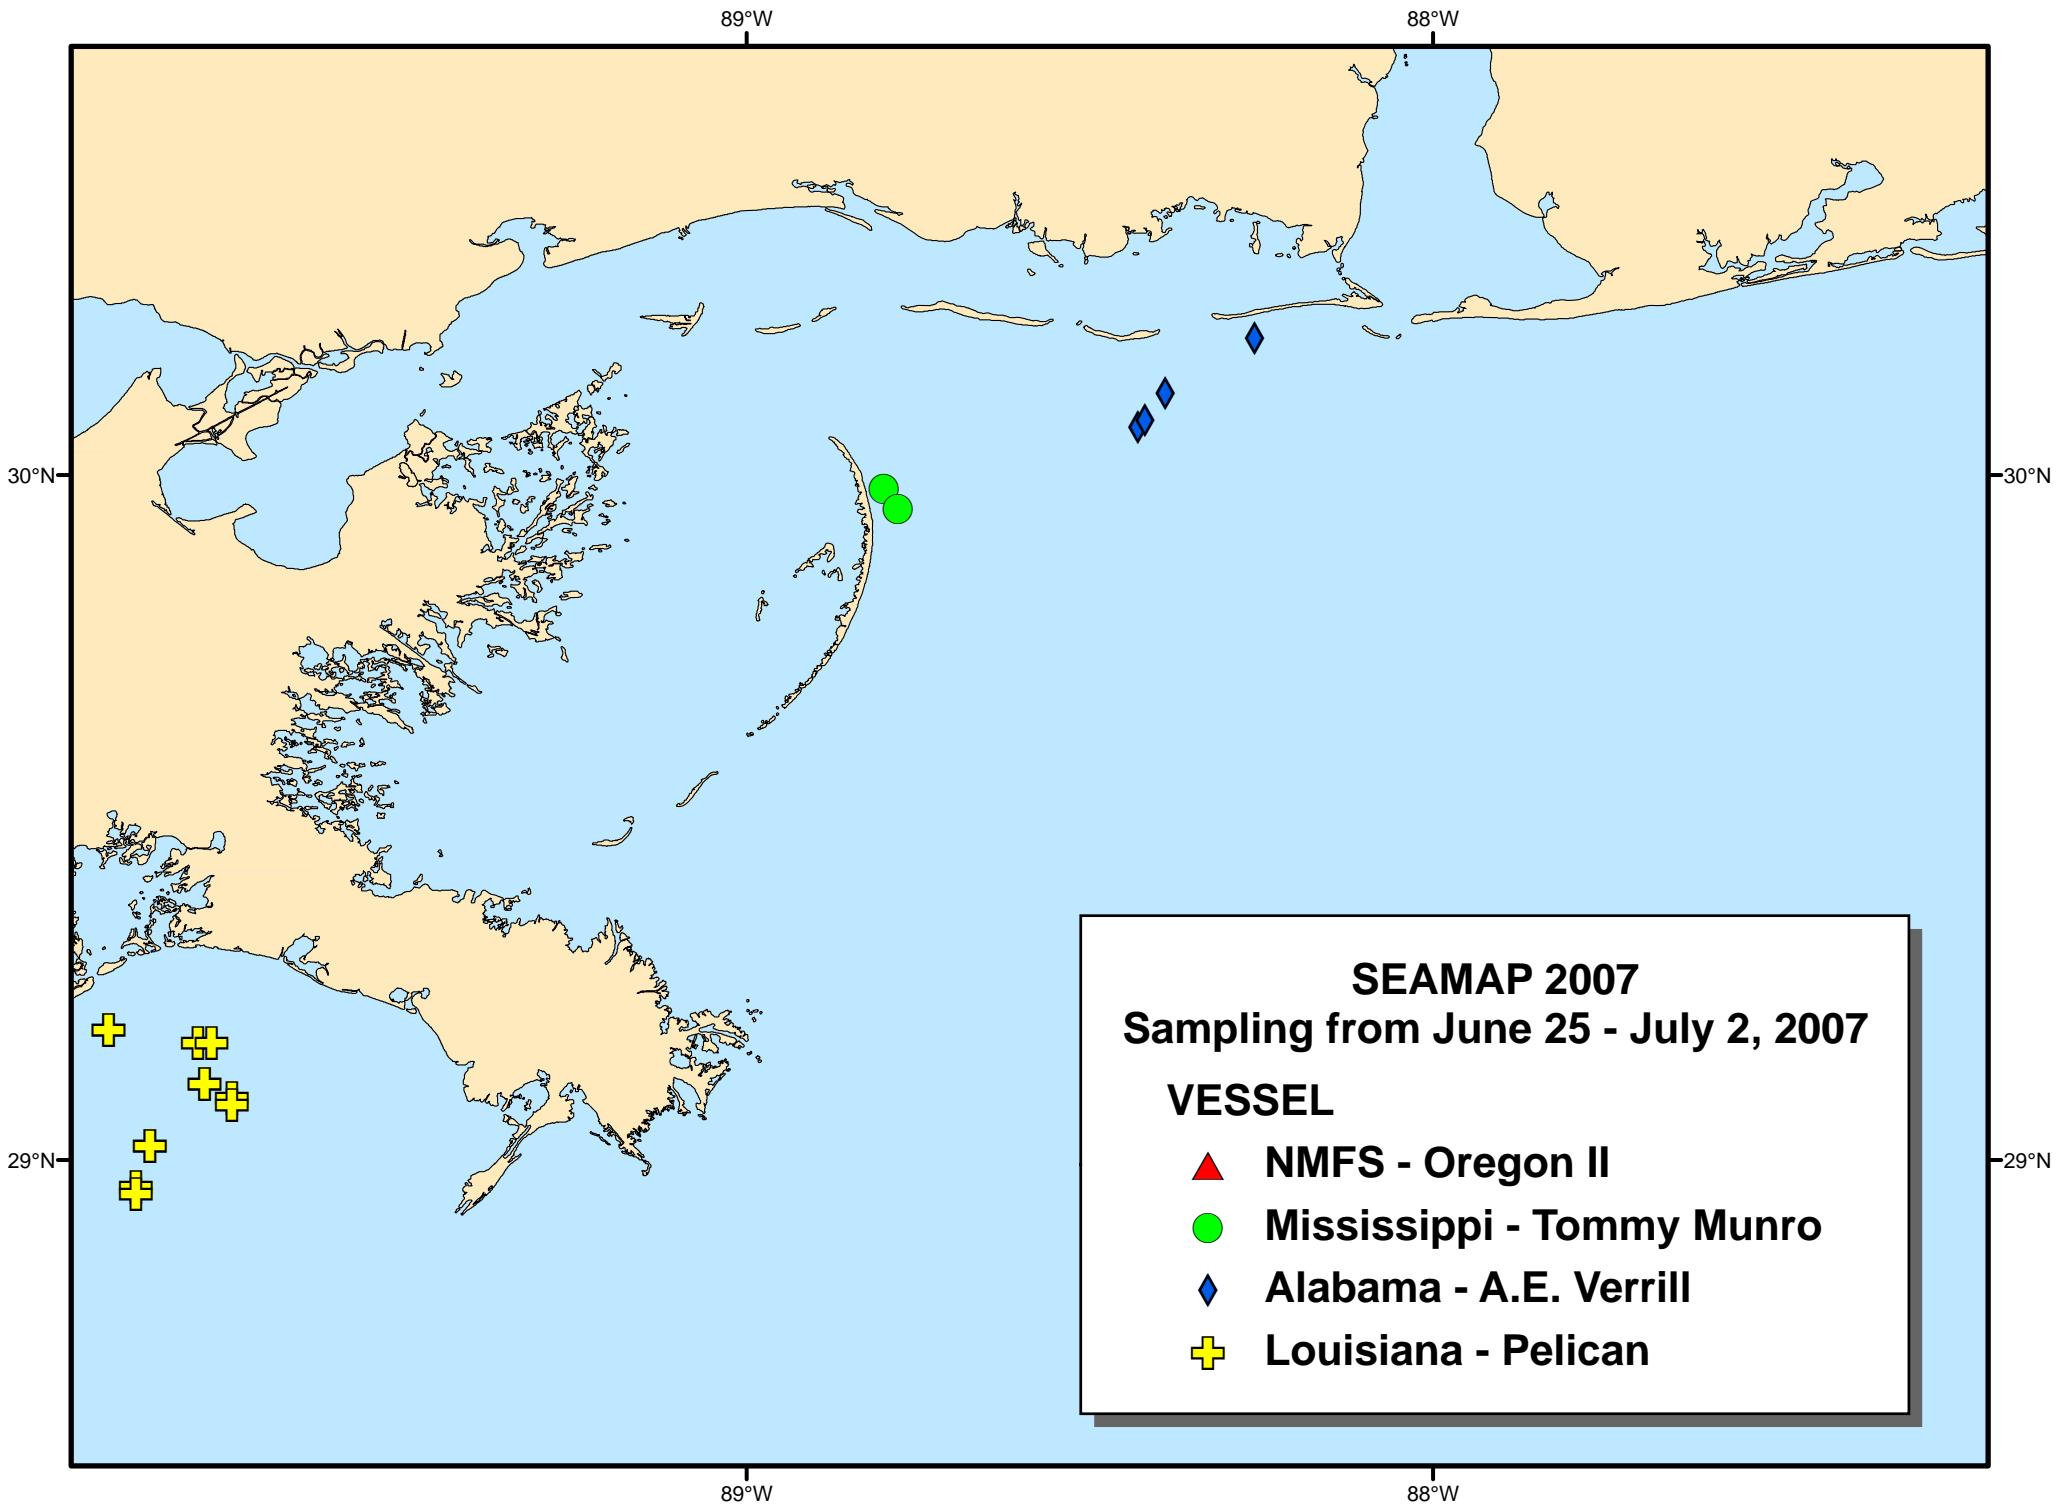 89°W
88°W
30°N
30°N
SEAMAP 2007
Sampling from June 25 - July 2, 2007
VESSEL
NMFS - Oregon II
Mississippi - Tommy Munro
Alabama - A.E. Verrill
Louisiana - Pelican
29°N
29°N
89°W
88°W